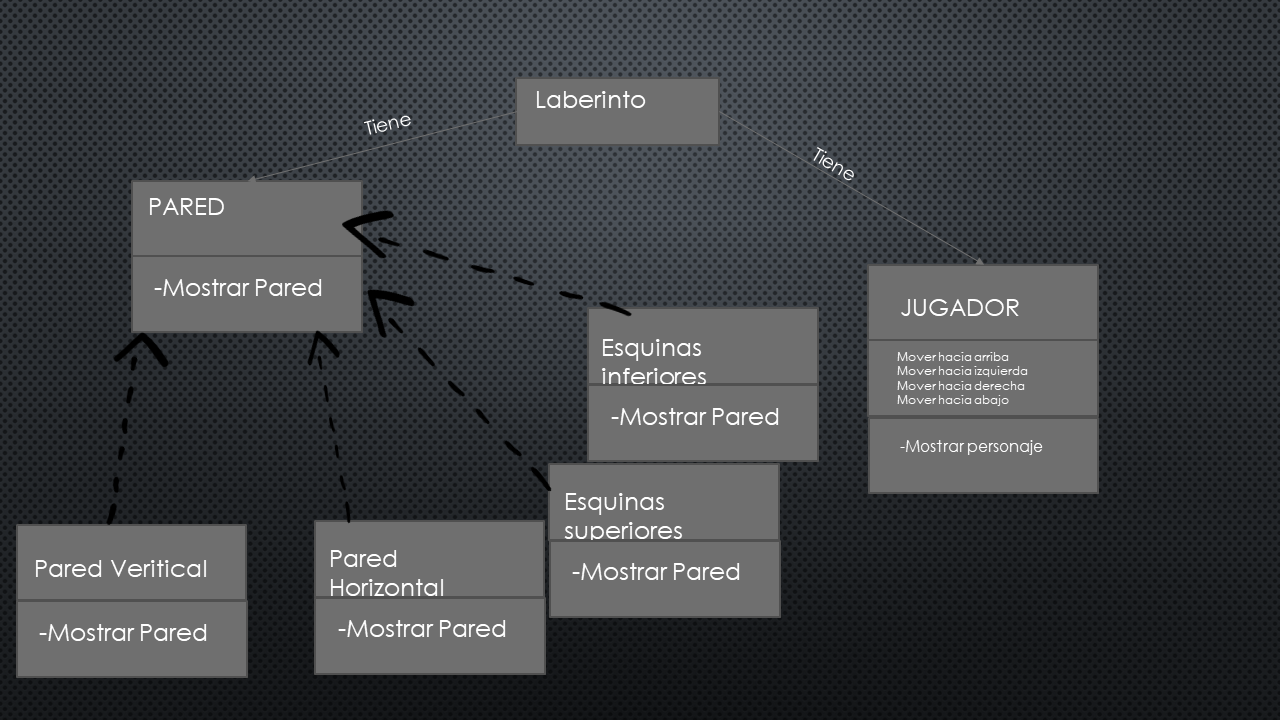 Laberinto
Tiene
Tiene
PARED
-Mostrar Pared
JUGADOR
Mover hacia arriba
Mover hacia izquierda
Mover hacia derecha
Mover hacia abajo
-Mostrar personaje
Esquinas
inferiores
-Mostrar Pared
Esquinas
superiores
-Mostrar Pared
Pared Veritical
-Mostrar Pared
Pared
Horizontal
-Mostrar Pared